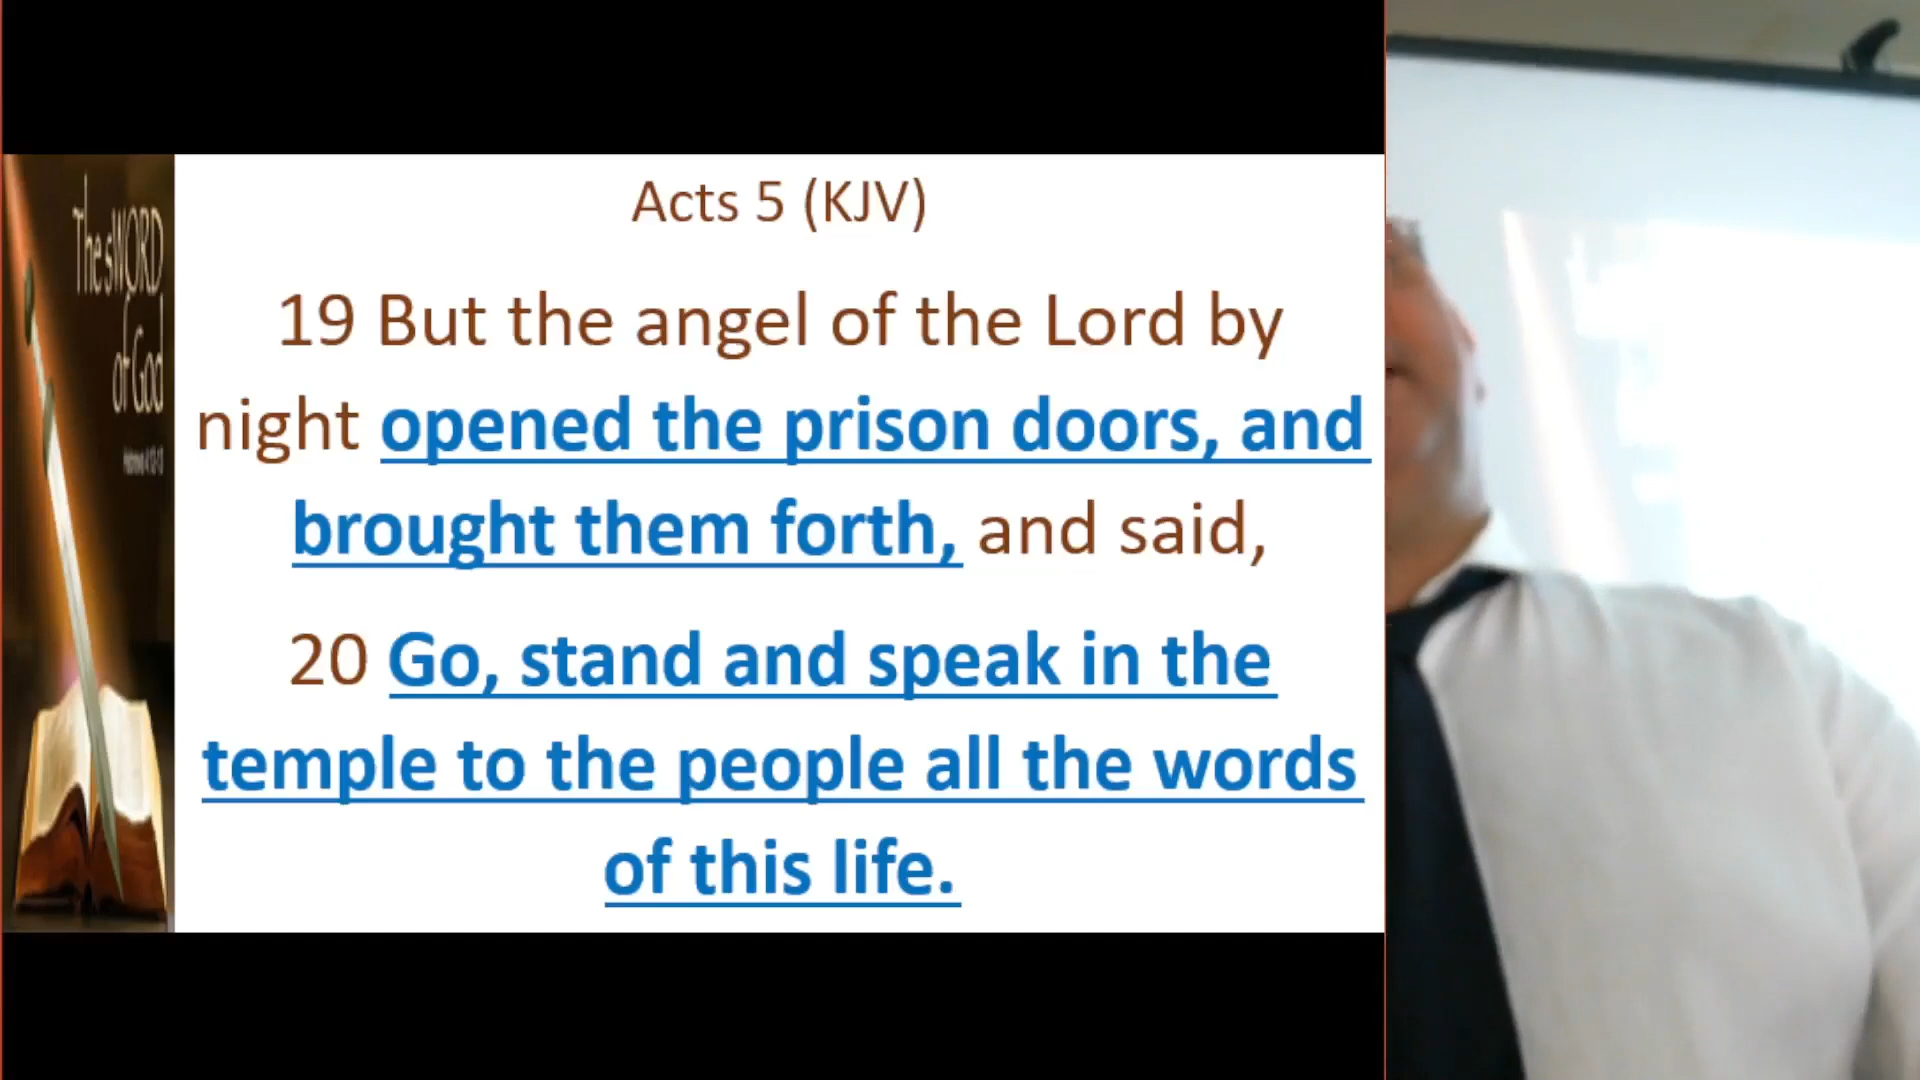 The sWORD
of God
Acts 5 (KJV)
19 But the angel of the Lord by
night opened the prison doors, and
brought them forth, and said,
20 Go, stand and speak in the
temple to the people all the words
of this life.